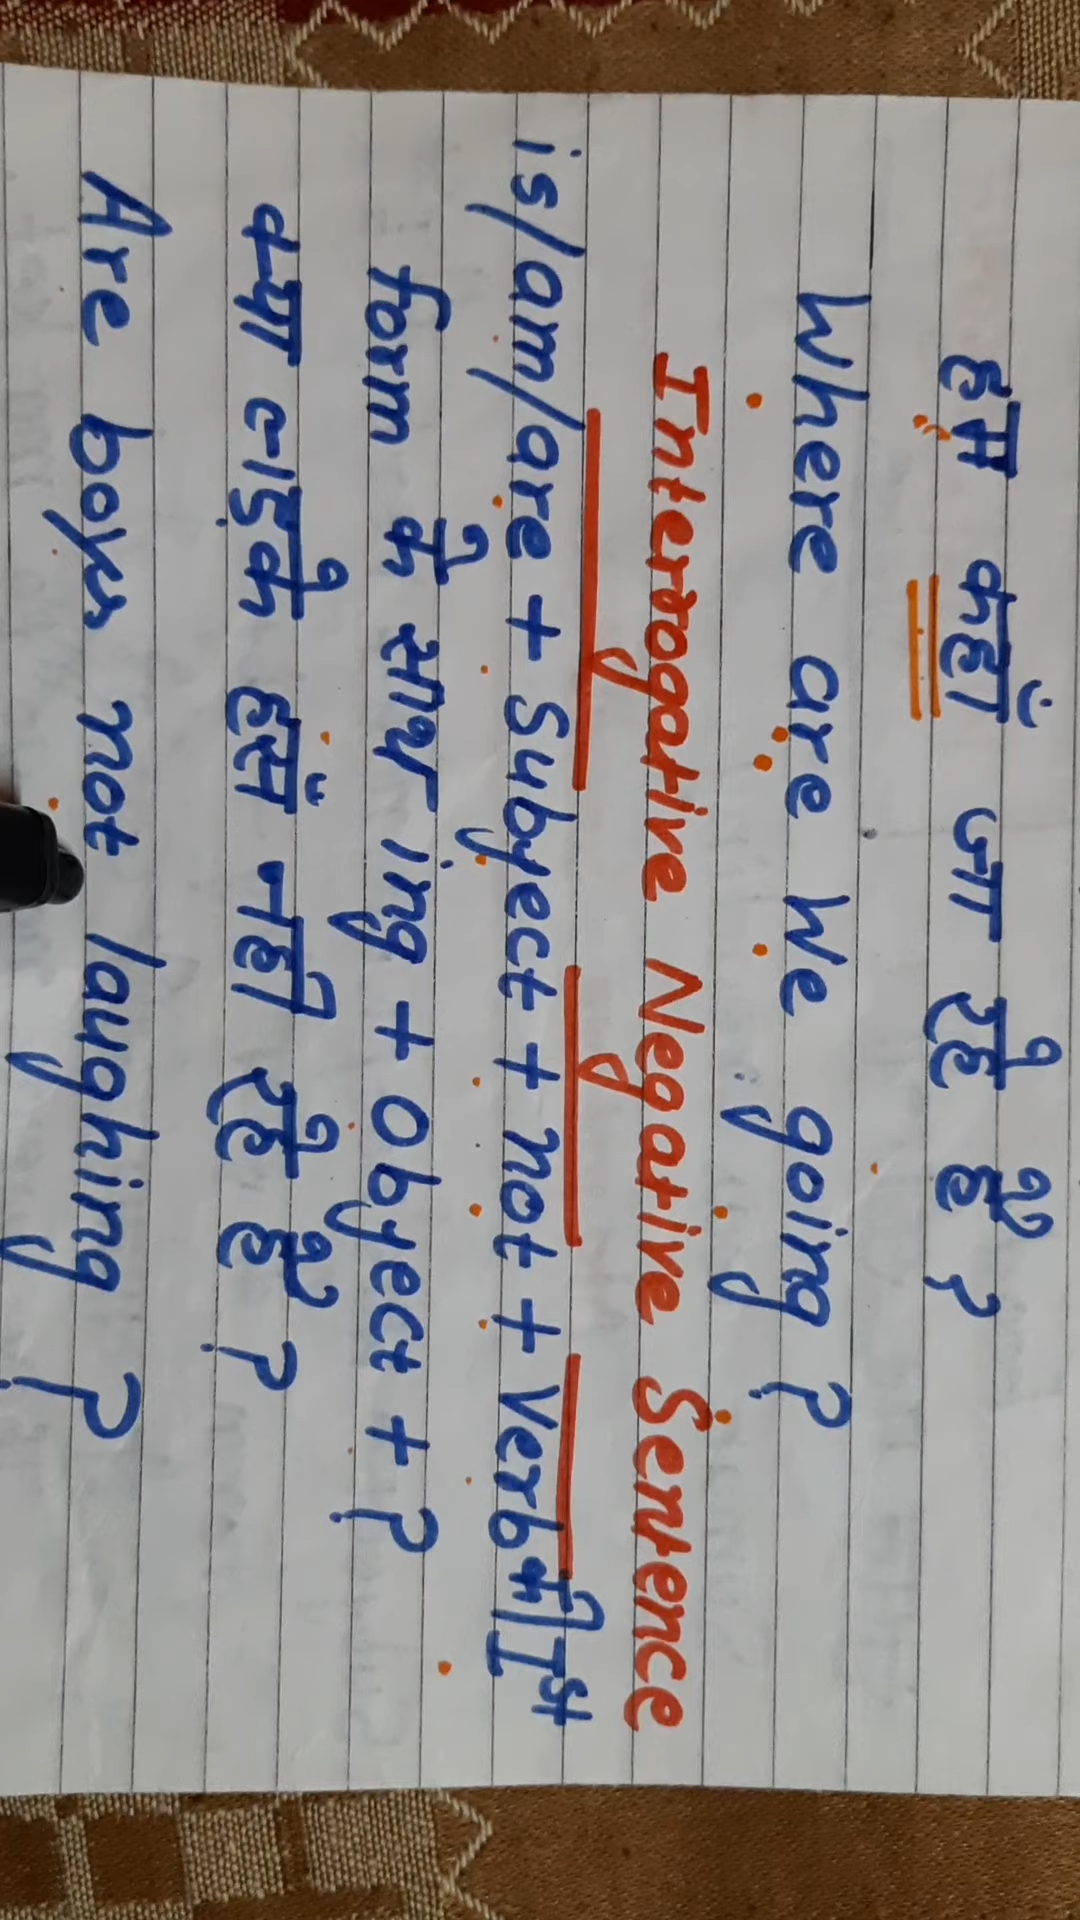 हम कहाँ जा रहे है ?
Where are We going ?
Interrogative Negative Sentence
is/am/are + Subject + not + Verb की Ist
form के साथ ing + Object + ?
क्या लड़के हँस नही रहे है ?
Are boys not laughing ?